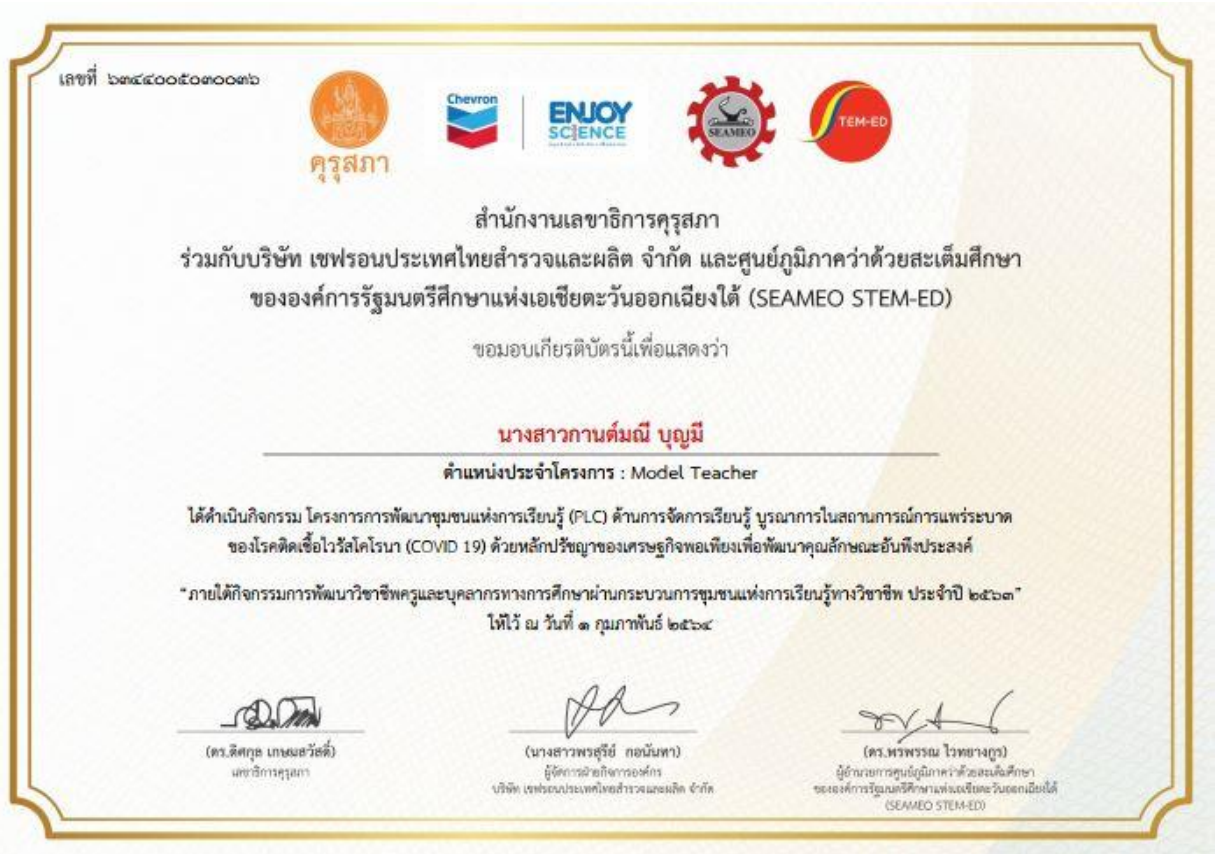 เลขที่ ๖๓๔๔๐๐๕๐๓๐๐๓๖
คุรุสภา
Chevron
ENJOY
SCIENCE
SEAMEO
TEM-ED
สำนักงานเลขาธิการคุรุสภา
ร่วมกับบริษัท เชฟรอนประเทศไทยสำรวจและผลิต จำกัด และศูนย์ภูมิภาคว่าด้วยสะเต็มศึกษา
ขององค์การรัฐมนตรีศึกษาแห่งเอเชียตะวันออกเฉียงใต้ (SEAMEO STEM-ED)
ขอมอบเกียรติบัตรนี้เพื่อแสดงว่า
นางสาวกานต์มณี บุญมี
ตำแหน่งประจำโครงการ : Model Teacher
ได้ดำเนินกิจกรรม โครงการการพัฒนาชุมชนแห่งการเรียนรู้ (PLC) ด้านการจัดการเรียนรู้ บูรณาการในสถานการณ์การแพร่ระบาด
ของโรคติดเชื้อไวรัสโคโรนา (COVID 19) ด้วยหลักปรัชญาของเศรษฐกิจพอเพียงเพื่อพัฒนาคุณลักษณะอันพึงประสงค์
"ภายใต้กิจกรรมการพัฒนาวิชาชีพครูและบุคลากรทางการศึกษาผ่านกระบวนการชุมชนแห่งการเรียนรู้ทางวิชาชีพ ประจำปี ๒๕๖๓"
ให้ไว้ ณ วันที่ ๑ กุมภาพันธ์ ๒๕๖๔
(ดร.ดิศกุล เกษมสวัสดิ์)
เลขาธิการคุรุสภา
(นางสาวพรสุรีย์ กอนันทา)
ผู้จัดการฝ่ายกิจการองค์กร
บริษัท เชฟรอนประเทศไทยสำรวจและผลิต จำกัด
(ดร.พรพรรณ ไวทยางกูร)
ผู้อำนวยการศูนย์ภูมิภาคว่าด้วยสะเต็มศึกษา
ขององค์การรัฐมนตรีศึกษาแห่งเอเชียตะวันออกเฉียงใต้
(SEAMEO STEM-ED)